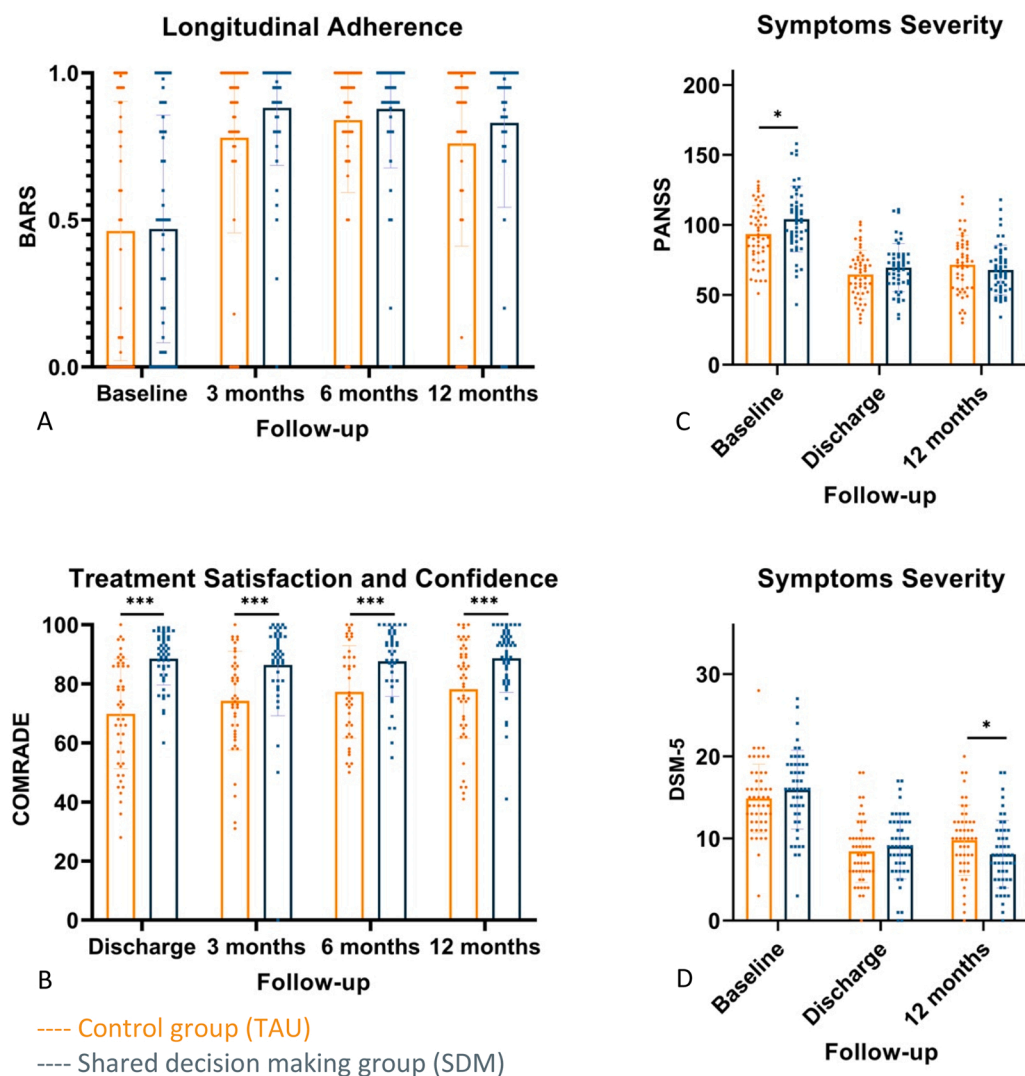 Longitudinal Adherence
BARS
1.0
0.5
0.0
Baseline 3 months 6 months 12 months
Follow-up
A
Symptoms Severity
PANSS
200
150
100
50
0
*
Baseline
Discharge
12 months
Follow-up
C
Treatment Satisfaction and Confidence
COMRADE
100
80
60
40
20
0
*** *** *** ***
Discharge 3 months 6 months 12 months
Follow-up
B
Symptoms Severity
DSM-5
30
20
10
0
*
Baseline
Discharge
12 months
Follow-up
D
---- Control group (TAU)
---- Shared decision making group (SDM)